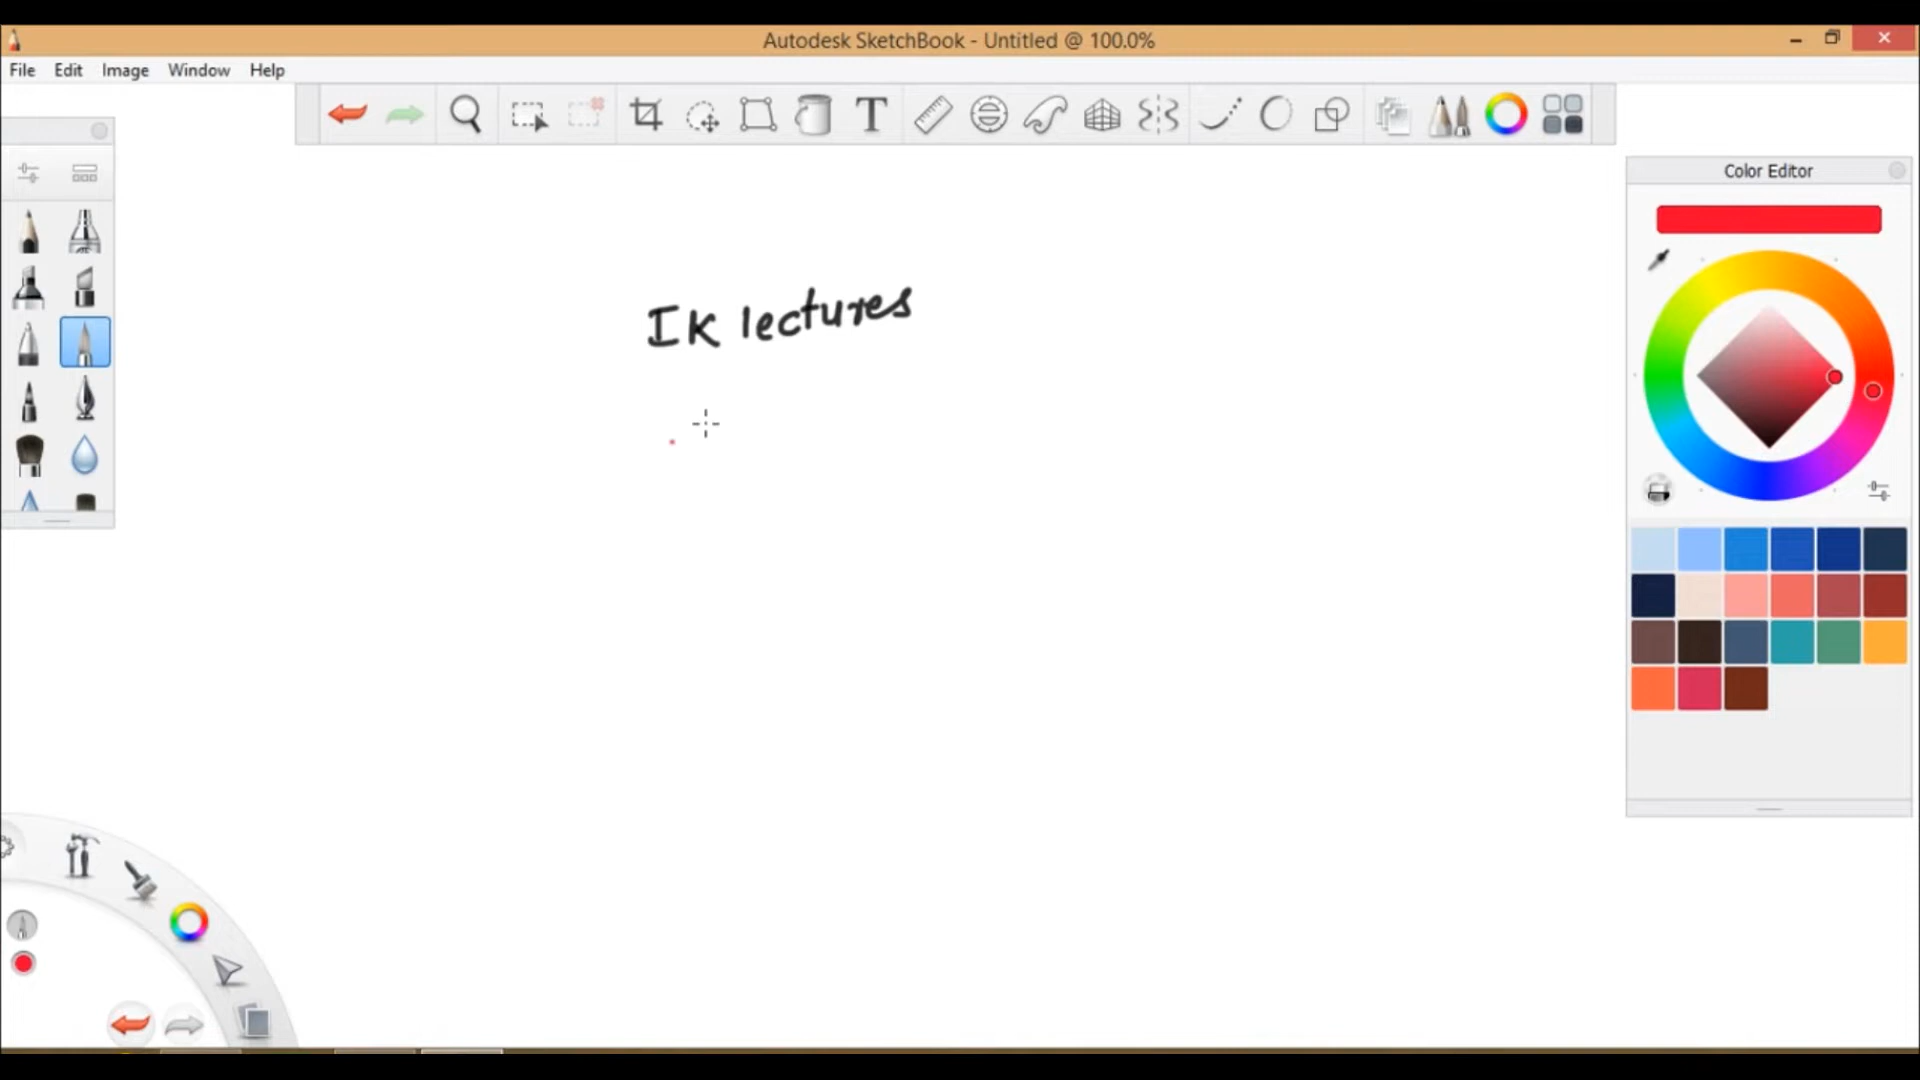 Autodesk SketchBook - Untitled @ 100.0%
File Edit Image Window Help
T
Color Editor
IK lectures